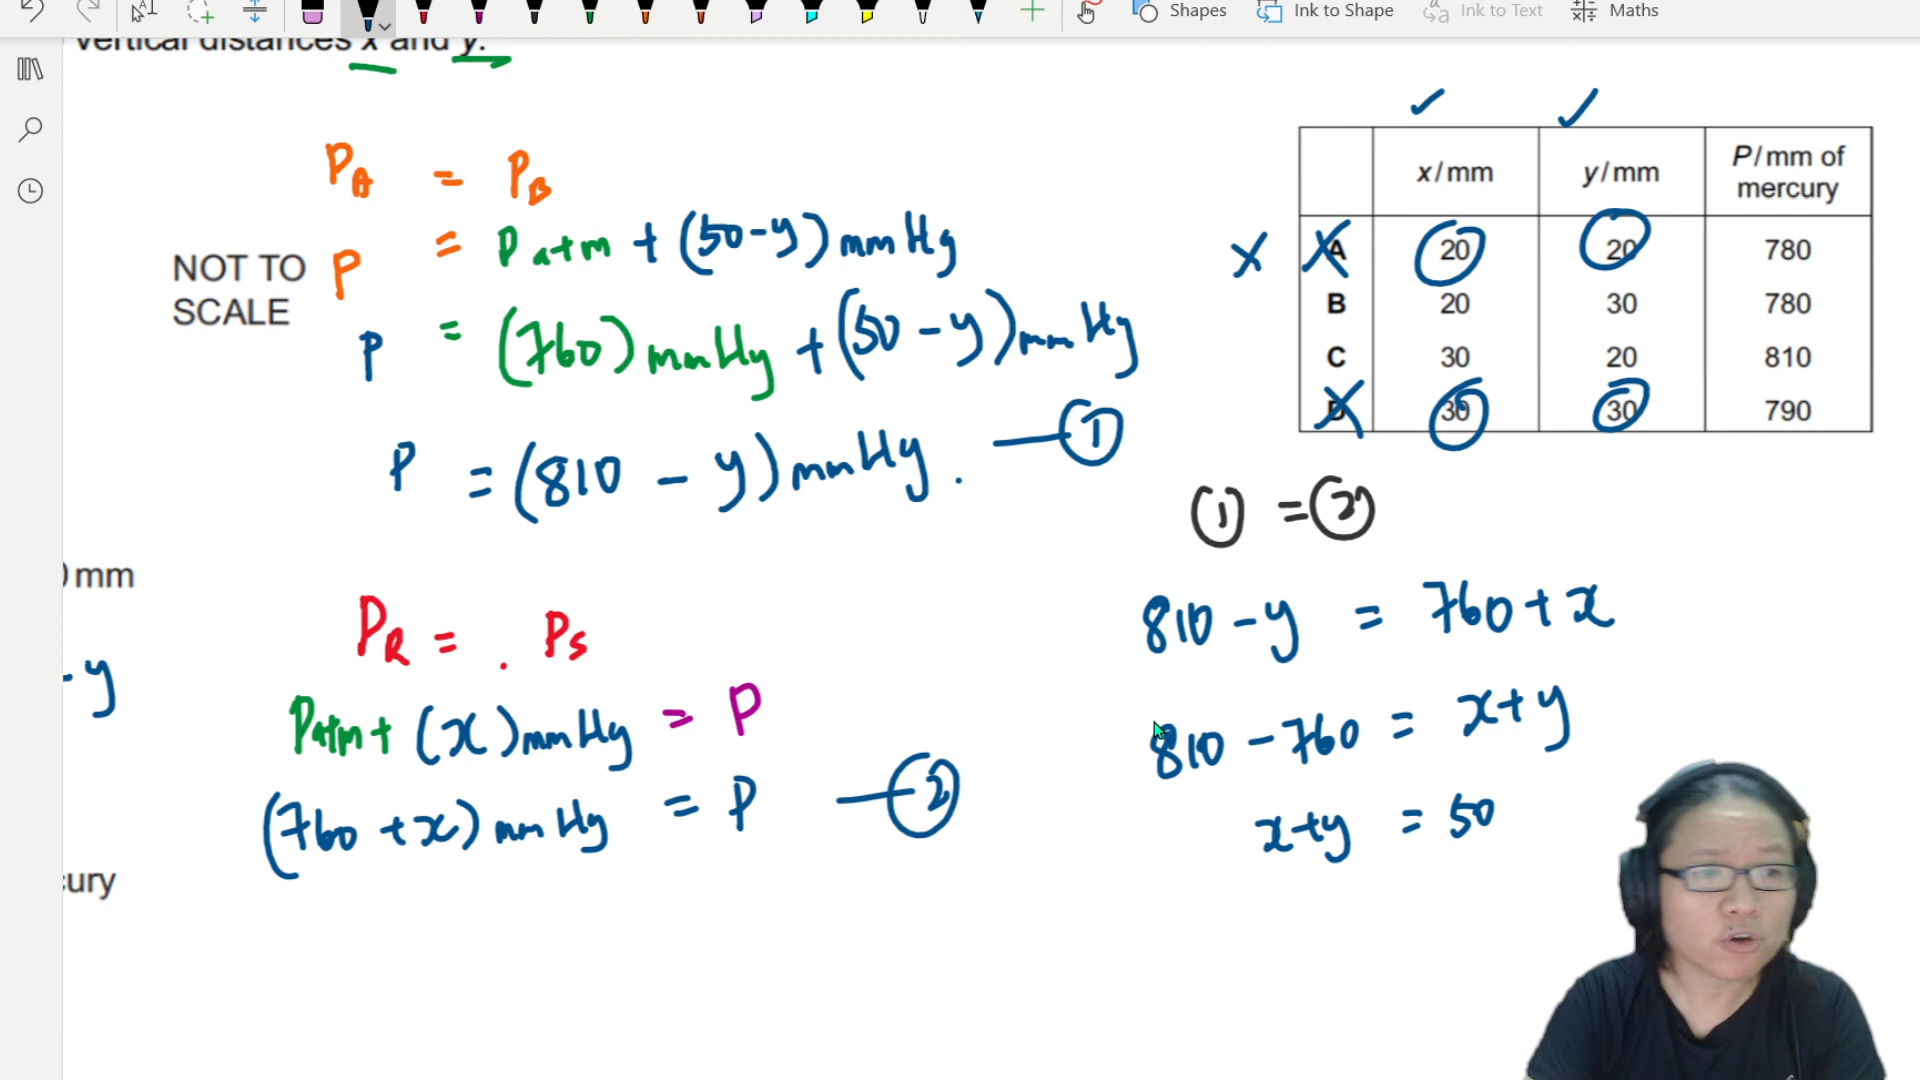 Shapes Ink to Shape Ink to Text Maths
vertical distances x and y.
x/mm y/mm P/mm of mercury
A 20 20 780
B 20 30 780
C 30 20 810
D 30 30 790
X
NOT TO
SCALE
PA = PB
P = Patm + (50-y) mmHg
P = (760) mmHg + (50 - y) mmHg
P = (810 - y) mmHg. — ①
mm
- y
PR = . PS
Patm + (x) mmHg = P
(760 + x) mmHg = P — ②
cury
① = ②
810 - y = 760 + x
810 - 760 = x + y
x + y = 50